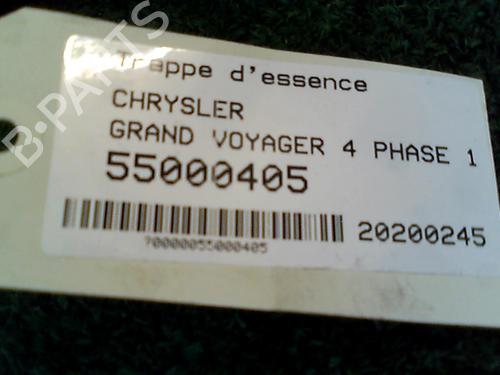 Trappe d'essence
CHRYSLER
GRAND VOYAGER 4 PHASE 1
55000405
20200245
70000055000405
B-PARTS